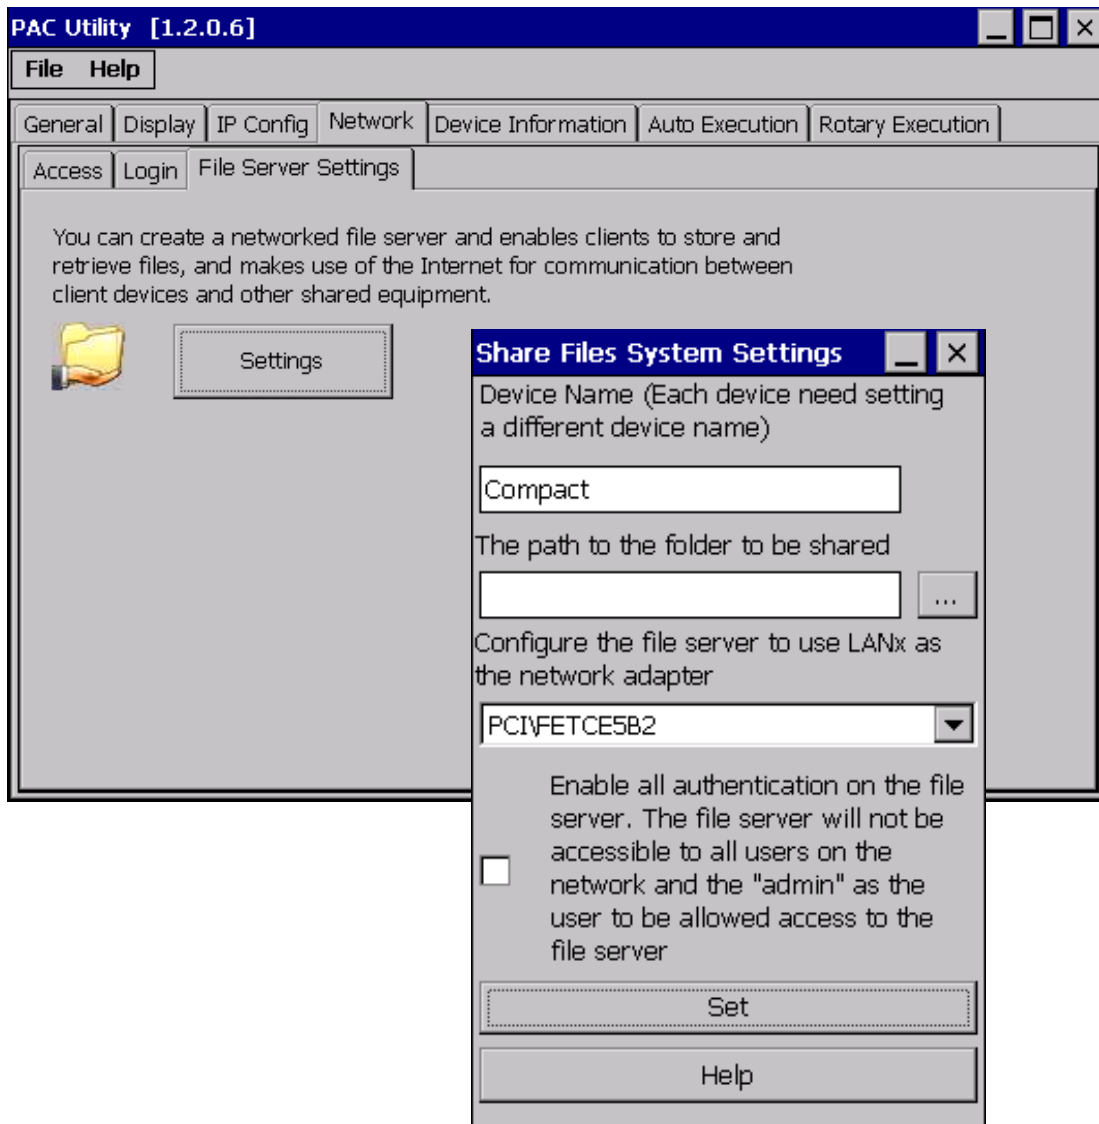 PAC Utility [1.2.0.6]
File Help
General Display IP Config Network Device Information Auto Execution Rotary Execution
Access Login File Server Settings
You can create a networked file server and enables clients to store and
retrieve files, and makes use of the Internet for communication between
client devices and other shared equipment.
Settings
Share Files System Settings
Device Name (Each device need setting
a different device name)
Compact
The path to the folder to be shared
...
Configure the file server to use LANx as
the network adapter
PCI\FETCE5B2
Enable all authentication on the file
server. The file server will not be
accessible to all users on the
network and the "admin" as the
user to be allowed access to the
file server
Set
Help